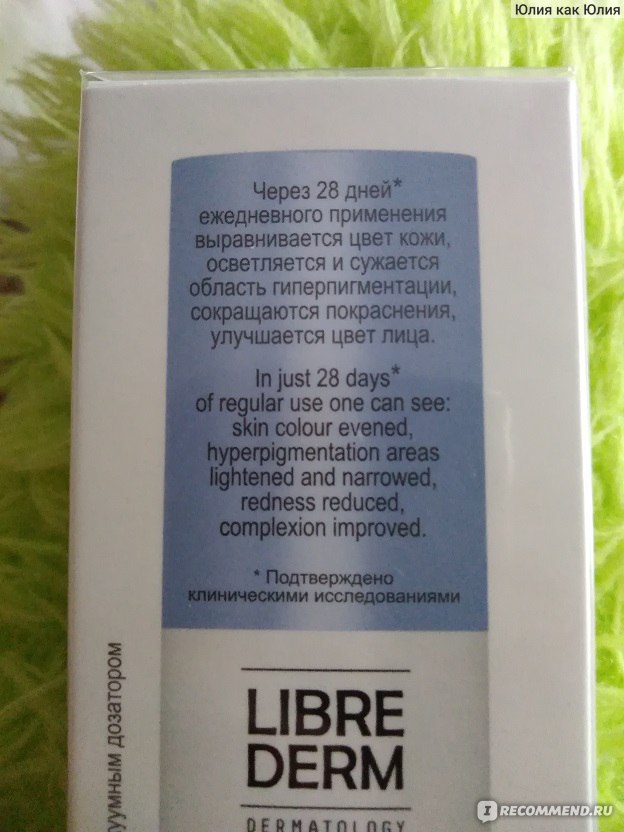 Юлия как Юлия
Через 28 дней*
ежедневного применения
выравнивается цвет кожи,
осветляется и сужается
область гиперпигментации,
сокращаются покраснения,
улучшается цвет лица.
In just 28 days*
of regular use one can see:
skin colour evened,
hyperpigmentation areas
lightened and narrowed,
redness reduced,
complexion improved.
* Подтверждено
клиническими исследованиями
LIBRE
DERM
DERMATOLOGY
уумным дозатором
I RECOMMEND.RU